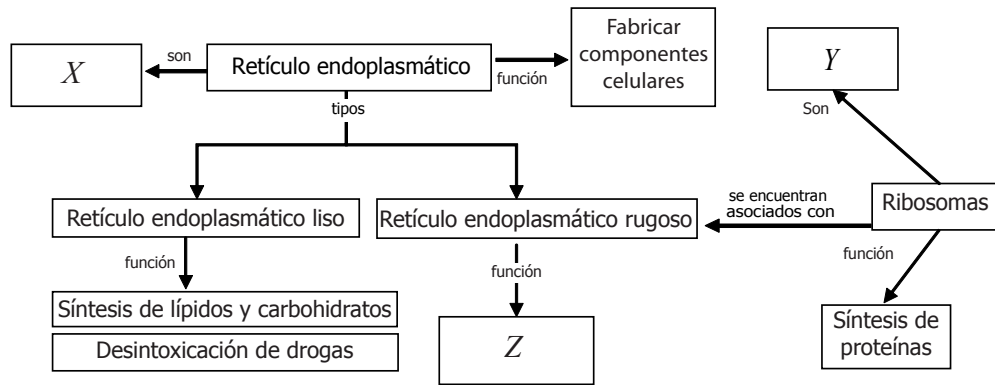 X
son
Retículo endoplasmático
función
Fabricar
componentes
celulares
Y
Son
tipos
Retículo endoplasmático liso
Retículo endoplasmático rugoso
se encuentran
asociados con
Ribosomas
función
función
función
Síntesis de lípidos y carbohidratos
Desintoxicación de drogas
Z
Síntesis de
proteínas